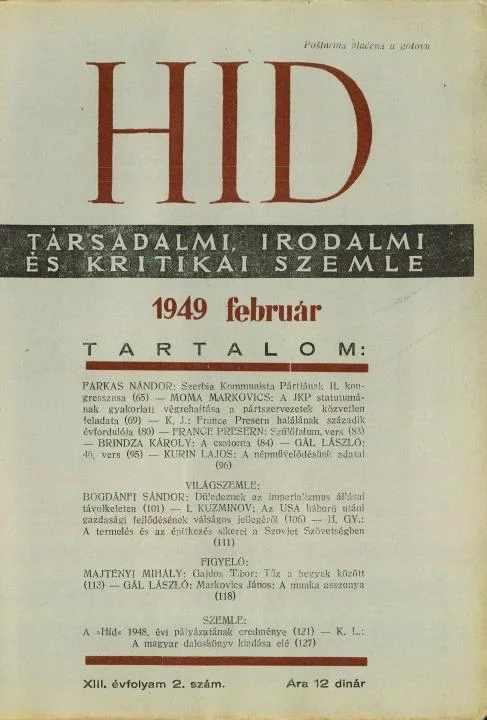 Poštarina plaćena u gotovu
HID
TÁRSADALMI, IRODALMI
ÉS KRITIKAI SZEMLE
1949 február
TARTALOM:
FARKAS NÁNDOR: Szerbia Kommunista Pártjának II. kon-
gresszusa (65) — MOMA MARKOVICS: A JKP statutumá-
nak gyakorlati végrehajtása a pártszervezetek közvetlen
feladata (69) — K. J.: France Presern halálának századik
évfordulója (80) — FRANCE PRESERN: Szülőfalum, vers (83)
— BRINDZA KÁROLY: A csatorna (84) — GÁL LÁSZLÓ:
46, vers (95) — KURIN LAJOS: A népművelődésünk adatai
(96)
VILÁGSZEMLE:
BOGDÁNFI SÁNDOR: Düledeznek az imperializmus állásai
távolkeleten (101) — I. KUZMINOV: Az USA háború utáni
gazdasági fejlődésének válságos jellegéről (106) — H. GY.:
A termelés és az építkezés sikerei a Szovjet Szövetségben
(111)
FIGYELŐ:
MAJTÉNYI MIHÁLY: Gajdos Tibor: Tűz a hegyek között
(113) — GÁL LÁSZLÓ: Markovics János: A munka asszonya
(118)
SZEMLE:
A »Híd« 1948. évi pályázatának eredménye (121) — K. L.:
A magyar daloskönyv kiadása elé (127)
XIII. évfolyam 2. szám. Ára 12 dinár